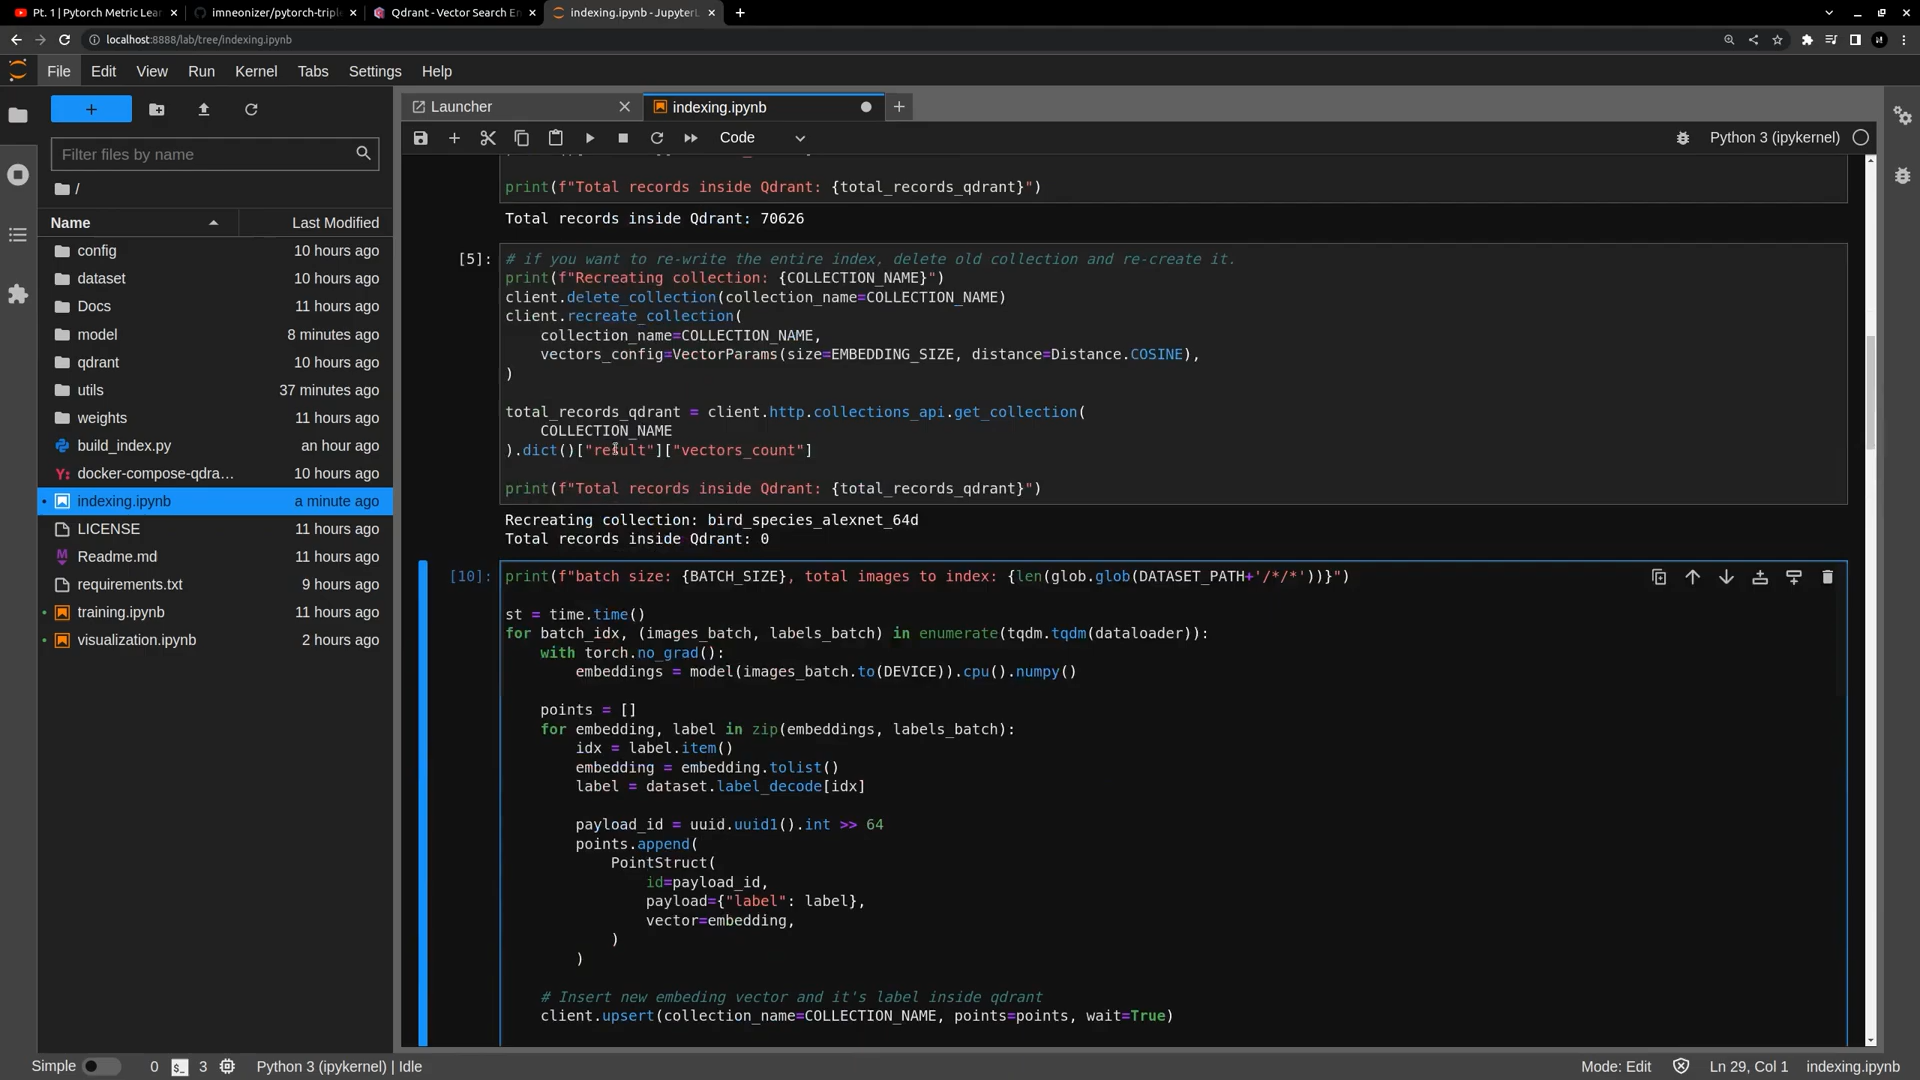 Pt. 1 | Pytorch Metric Lear
imneonizer/pytorch-triple
Qdrant - Vector Search En
indexing.ipynb - JupyterL
localhost:8888/lab/tree/indexing.ipynb
File Edit View Run Kernel Tabs Settings Help
Launcher
indexing.ipynb
Filter files by name
Code
Python 3 (ipykernel)
/
Name Last Modified
config 10 hours ago
dataset 10 hours ago
Docs 11 hours ago
model 8 minutes ago
qdrant 10 hours ago
utils 37 minutes ago
weights 11 hours ago
build_index.py an hour ago
docker-compose-qdra... 10 hours ago
indexing.ipynb a minute ago
LICENSE 11 hours ago
Readme.md 11 hours ago
requirements.txt 9 hours ago
training.ipynb 11 hours ago
visualization.ipynb 2 hours ago
print(f"Total records inside Qdrant: {total_records_qdrant}")
Total records inside Qdrant: 70626
[5]:
# if you want to re-write the entire index, delete old collection and re-create it.
print(f"Recreating collection: {COLLECTION_NAME}")
client.delete_collection(collection_name=COLLECTION_NAME)
client.recreate_collection(
collection_name=COLLECTION_NAME,
vectors_config=VectorParams(size=EMBEDDING_SIZE, distance=Distance.COSINE),
)
total_records_qdrant = client.http.collections_api.get_collection(
COLLECTION_NAME
).dict()["result"]["vectors_count"]
print(f"Total records inside Qdrant: {total_records_qdrant}")
Recreating collection: bird_species_alexnet_64d
Total records inside Qdrant: 0
[10]:
print(f"batch size: {BATCH_SIZE}, total images to index: {len(glob.glob(DATASET_PATH+'/*/*'))}")
st = time.time()
for batch_idx, (images_batch, labels_batch) in enumerate(tqdm.tqdm(dataloader)):
with torch.no_grad():
embeddings = model(images_batch.to(DEVICE)).cpu().numpy()
points = []
for embedding, label in zip(embeddings, labels_batch):
idx = label.item()
embedding = embedding.tolist()
label = dataset.label_decode[idx]
payload_id = uuid.uuid1().int >> 64
points.append(
PointStruct(
id=payload_id,
payload={"label": label},
vector=embedding,
)
)
# Insert new embeding vector and it's label inside qdrant
client.upsert(collection_name=COLLECTION_NAME, points=points, wait=True)
Simple 0 3 Python 3 (ipykernel) | Idle Mode: Edit Ln 29, Col 1 indexing.ipynb